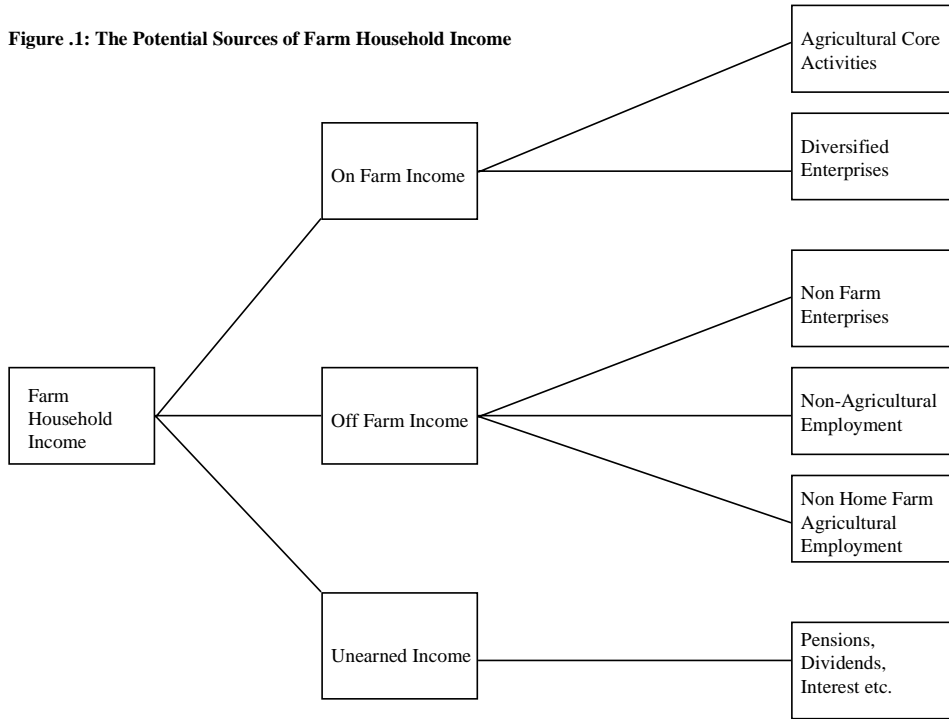 Figure .1: The Potential Sources of Farm Household Income
Agricultural Core
Activities
On Farm Income
Diversified
Enterprises
Non Farm
Enterprises
Farm
Household
Income
Off Farm Income
Non-Agricultural
Employment
Non Home Farm
Agricultural
Employment
Unearned Income
Pensions,
Dividends,
Interest etc.